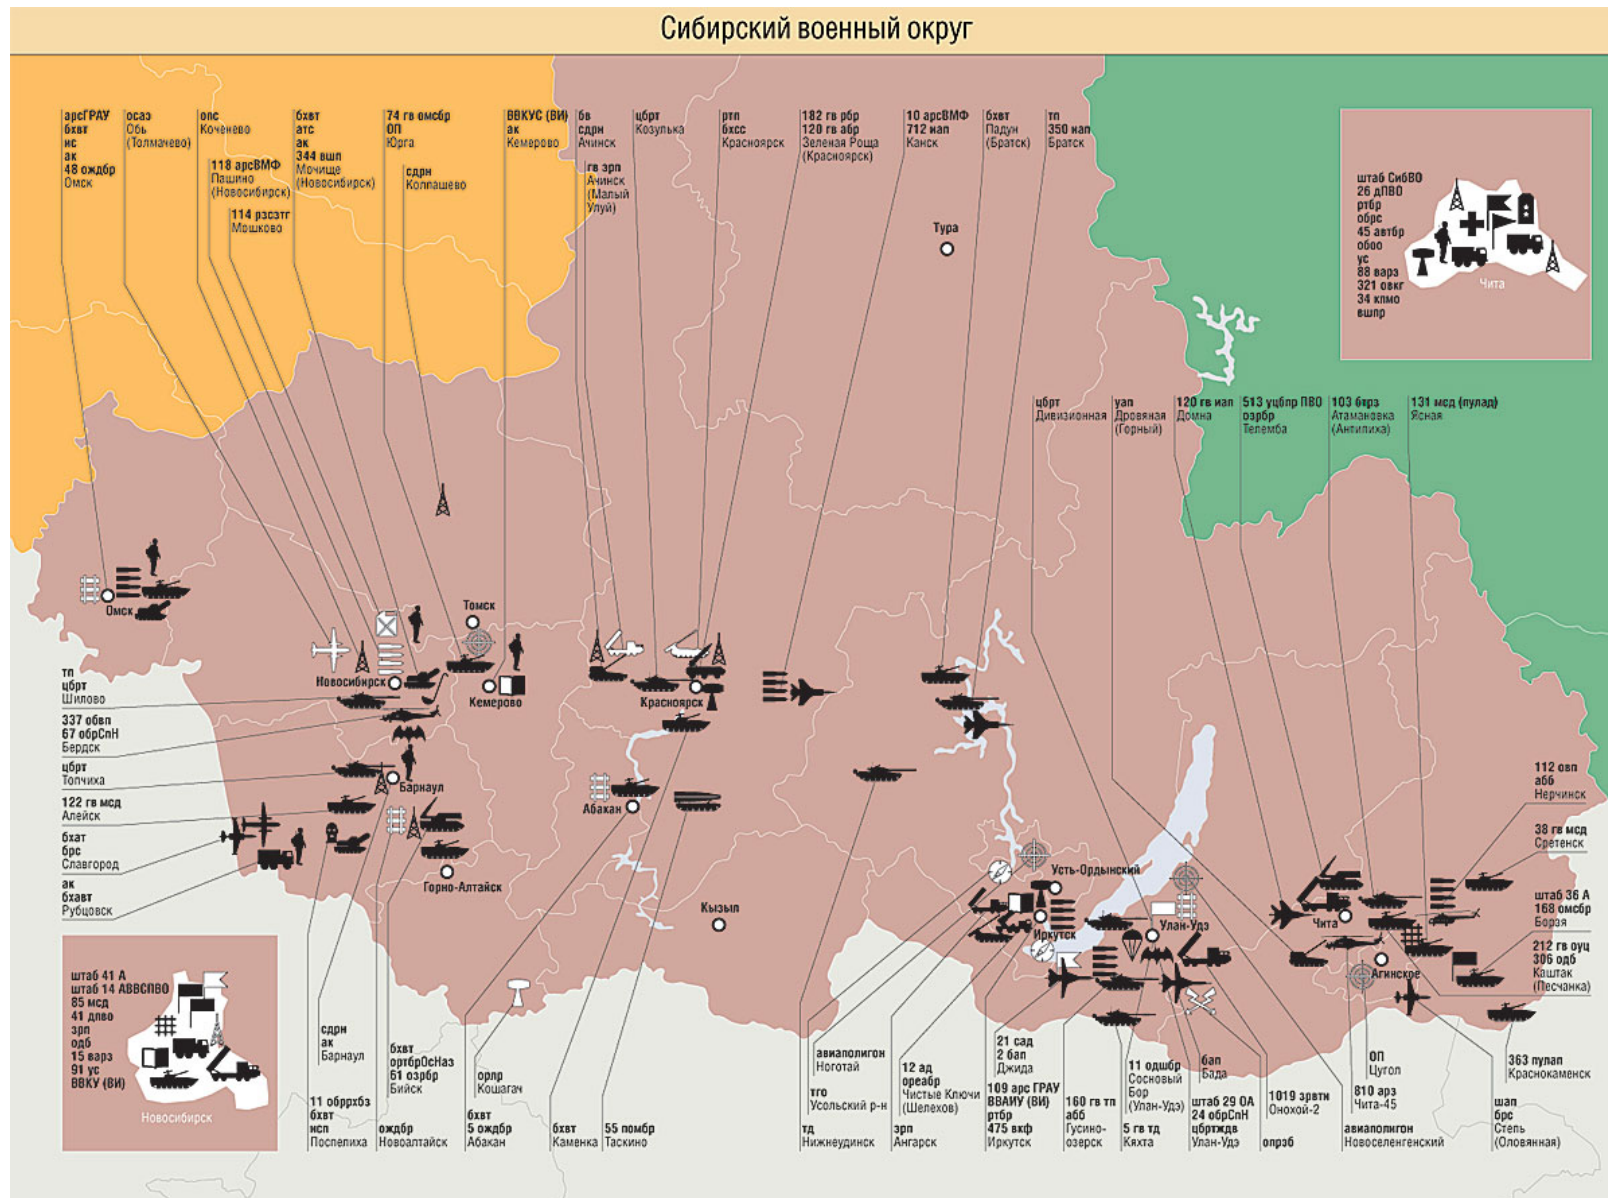 Сибирский военный округ
арсГРАУ
бхвт
ис
ак
48 ождбр
Омск
осаэ
Обь
(Толмачево)
опс
Коченево
118 арсВМФ
Пашино
(Новосибирск)
114 рзсзтг
Мошково
бхвт
атс
ак
344 вшп
Мочище
(Новосибирск)
74 гв омсбр
ОП
Юрга
сдрн
Колпашево
ВВКУС (ВИ)
ак
Кемерово
бв
сдрн
Ачинск
гв зрп
Ачинск
(Малый
Улуй)
цбрт
Козулька
ртп
бхсс
Красноярск
182 гв рбр
120 гв абр
Зеленая Роща
(Красноярск)
10 арсВМФ
712 иап
Канск
бхвт
Падун
(Братск)
тп
350 иап
Братск
штаб СибВО
26 дПВО
ртбр
обрс
45 автбр
обоо
ус
88 варз
321 овкг
34 кпмо
вшпр
Чита
Тура
цбрт
Дивизионная
уап
Дровяная
(Горный)
120 гв иап
Домна
513 уцбпр ПВО
озрбр
Телемба
103 бтрз
Атамановка
(Антипиха)
131 мсд (пулад)
Ясная
Омск
Томск
Новосибирск
Кемерово
Красноярск
Барнаул
Абакан
Горно-Алтайск
Кызыл
Усть-Ордынский
Иркутск
Улан-Удэ
Чита
Агинское
тп
цбрт
Шилово
337 обвп
67 обрСпН
Бердск
цбрт
Топчиха
122 гв мсд
Алейск
бхат
брс
Славгород
ак
бхавт
Рубцовск
112 овп
абб
Нерчинск
38 гв мсд
Сретенск
штаб 36 А
168 омсбр
Борзя
212 гв оуц
306 одб
Каштак
(Песчанка)
штаб 41 А
штаб 14 АВВСПВО
85 мсд
41 дпво
зрп
одб
15 варз
91 ус
ВВКУ (ВИ)
Новосибирск
11 обррхбз
бхвт
исп
Поспелиха
сдрн
ак
Барнаул
ождбр
Новоалтайск
бхвт
ортбрОсНаз
61 озрбр
Бийск
бхвт
5 ождбр
Абакан
орлр
Кошагач
бхвт
Каменка
55 помбр
Таскино
тд
Нижнеудинск
авиаполигон
Ноготай
тго
Усольский р-н
зрп
Ангарск
12 ад
ореабр
Чистые Ключи
(Шелехов)
109 арс ГРАУ
ВВАИУ (ВИ)
ртбр
475 вкф
Иркутск
21 сад
2 бап
Джида
160 гв тп
абб
Гусино-
озерск
5 гв тд
Кяхта
11 одшбр
Сосновый
Бор
(Улан-Удэ)
штаб 29 ОА
24 обрСпН
цбртждв
Улан-Удэ
бап
Бада
опрэб
1019 зрвтн
Онохой-2
авиаполигон
Новоселенгенский
810 арз
Чита-45
ОП
Цугол
шап
брс
Степь
(Оловянная)
363 пулап
Краснокаменск